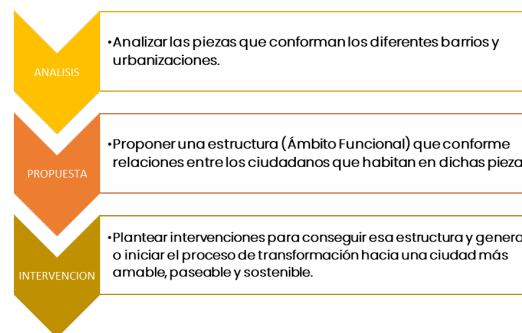 ANALISIS
•Analizar las piezas que conforman los diferentes barrios y
urbanizaciones.
PROPUESTA
•Proponer una estructura (Ámbito Funcional) que conforme
relaciones entre los ciudadanos que habitan en dichas pieza
INTERVENCION
•Plantear intervenciones para conseguir esa estructura y genera
o iniciar el proceso de transformación hacia una ciudad más
amable, paseable y sostenible.